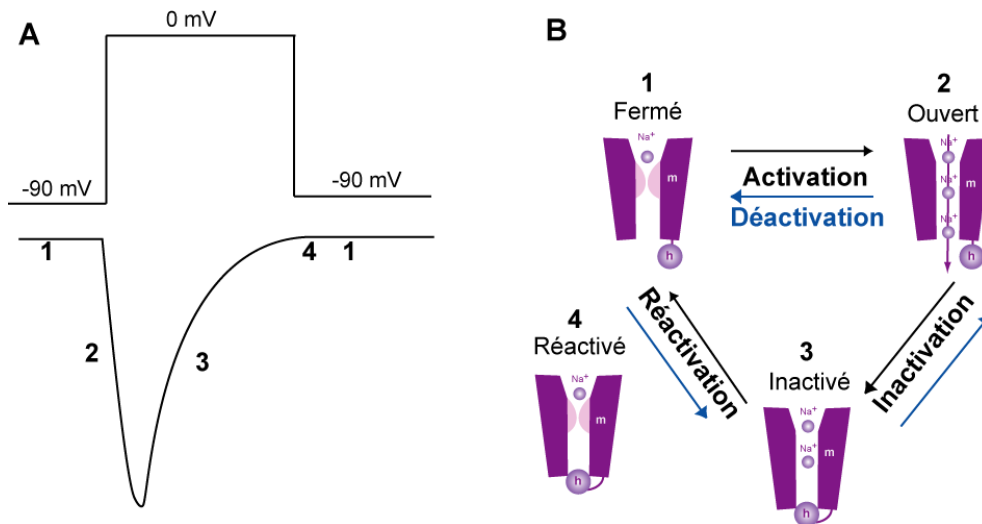 A
0 mV
-90 mV
-90 mV
1
4
1
2
3
B
1
Fermé
Na+
m
h
Activation
Déactivation
2
Ouvert
Na+
Na+
Na+
m
h
Réactivation
Inactivation
4
Réactivé
Na+
m
h
3
Inactivé
Na+
Na+
m
h